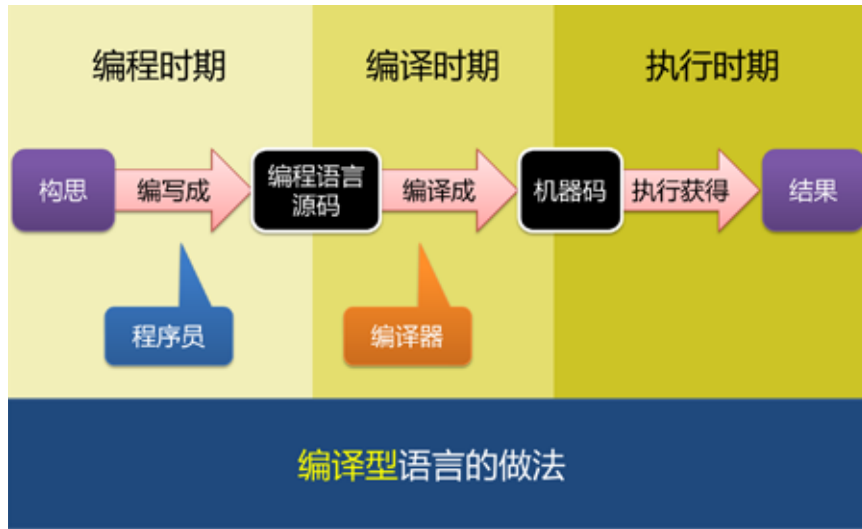 编程时期
编译时期
执行时期
构思
编写成
编程语言
源码
编译成
机器码
执行获得
结果
程序员
编译器
编译型语言的做法